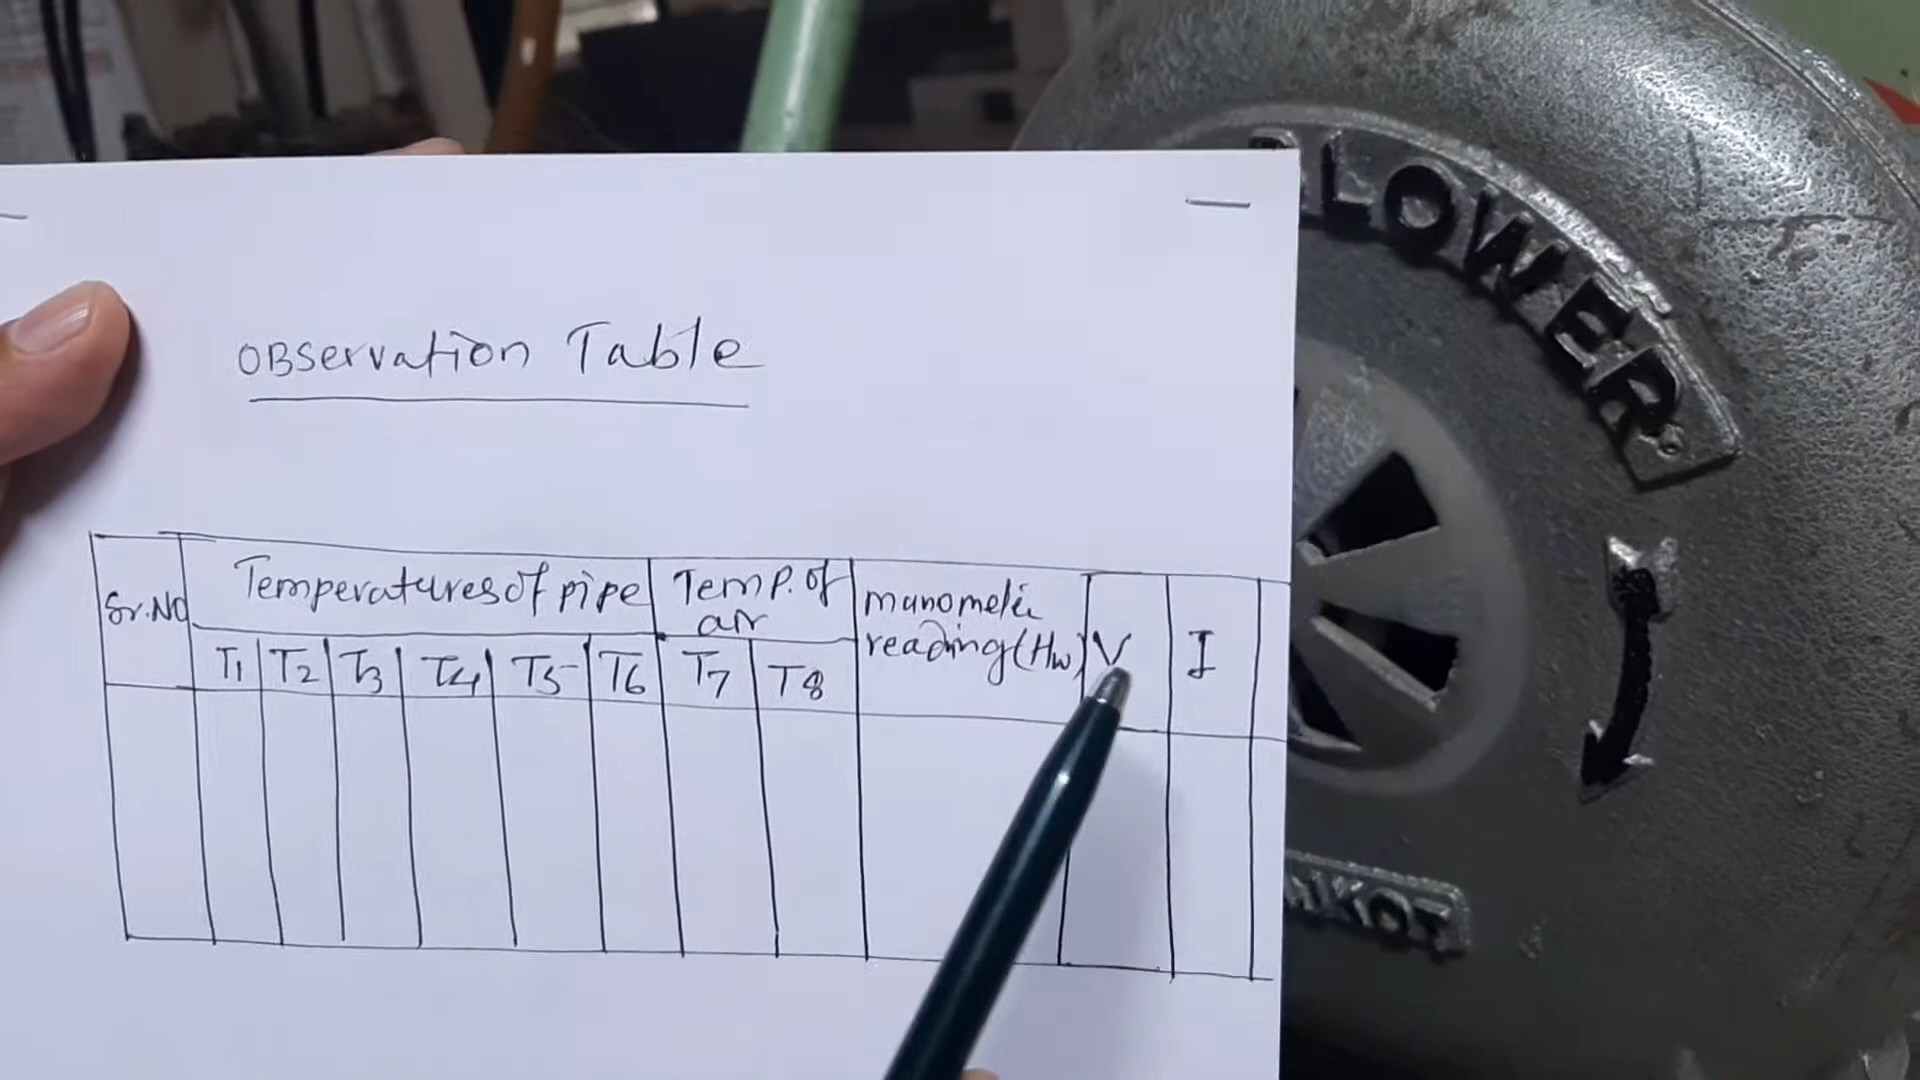 OBservation Table
Sr.No
Temperatures of pipe
Temp. of
air
manometer
reading (Hw)
V
I
T1
T2
T3
T4
T5
T6
T7
T8
BLOWER